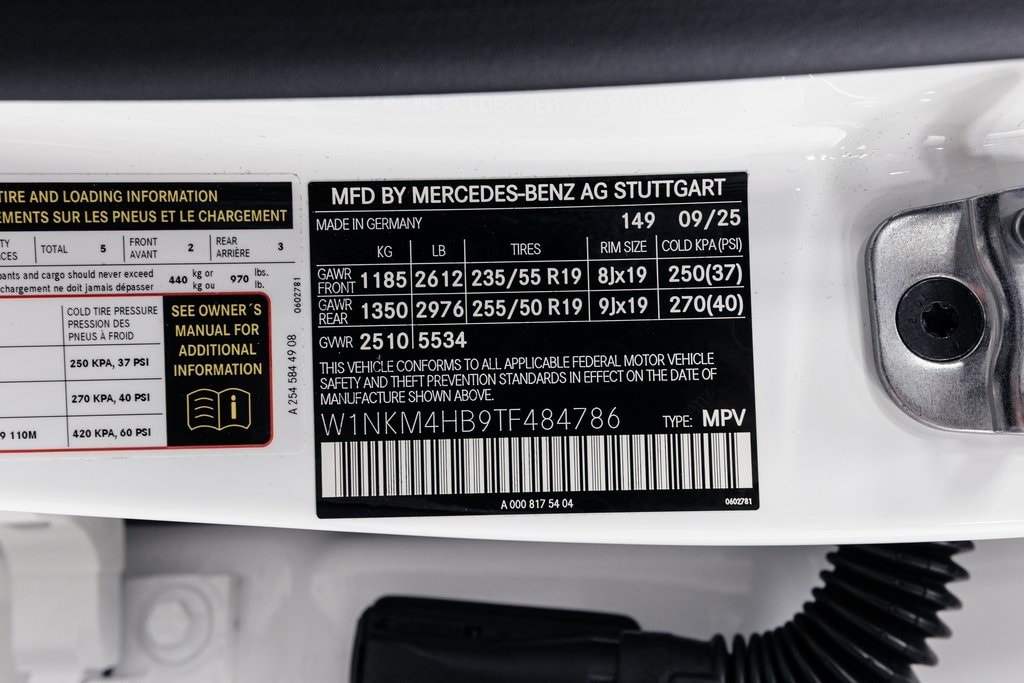 TIRE AND LOADING INFORMATION
EMENTS SUR LES PNEUS ET LE CHARGEMENT
TOTAL 5 FRONT AVANT 2 REAR ARRIÈRE 3
pants and cargo should never exceed 440 kg or 970 lbs.
chargement ne doit jamais dépasser kg ou lb.
COLD TIRE PRESSURE
PRESSION DES
PNEUS À FROID
250 KPA, 37 PSI
270 KPA, 40 PSI
9 110M 420 KPA, 60 PSI
SEE OWNER´S
MANUAL FOR
ADDITIONAL
INFORMATION
0602781
A 254 584 49 08
MFD BY MERCEDES-BENZ AG STUTTGART
MADE IN GERMANY 149 09/25
KG LB TIRES RIM SIZE COLD KPA (PSI)
GAWR FRONT 1185 2612 235/55 R19 8Jx19 250(37)
GAWR REAR 1350 2976 255/50 R19 9Jx19 270(40)
GVWR 2510 5534
THIS VEHICLE CONFORMS TO ALL APPLICABLE FEDERAL MOTOR VEHICLE
SAFETY AND THEFT PREVENTION STANDARDS IN EFFECT ON THE DATE OF
MANUFACTURE SHOWN ABOVE.
W1NKM4HB9TF484786 TYPE: MPV
A 000 817 54 04 0602781